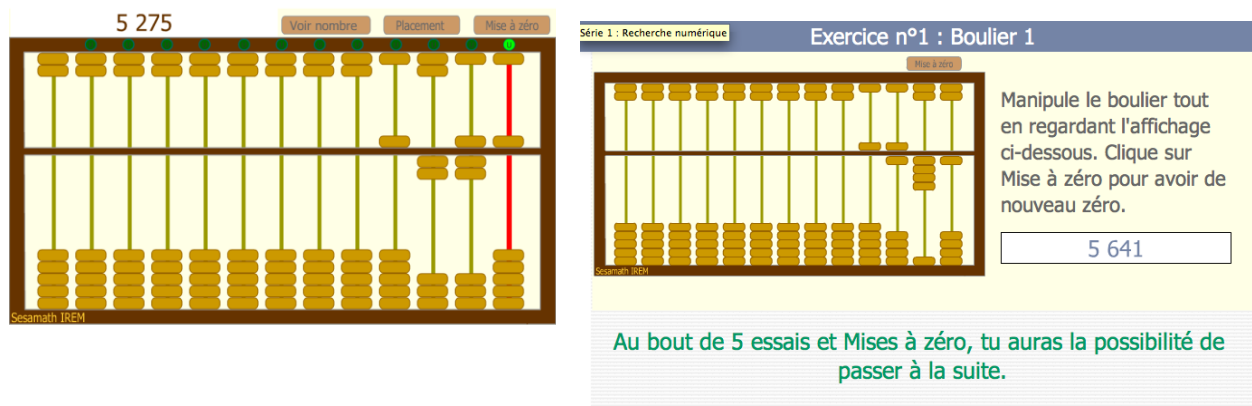 5 275
Voir nombre
Placement
Mise à zéro
U
Sesamath IREM
Série 1 : Recherche numérique
Exercice n°1 : Boulier 1
Mise à zéro
Manipule le boulier tout
en regardant l'affichage
ci-dessous. Clique sur
Mise à zéro pour avoir de
nouveau zéro.
5 641
Sesamath IREM
Au bout de 5 essais et Mises à zéro, tu auras la possibilité de
passer à la suite.